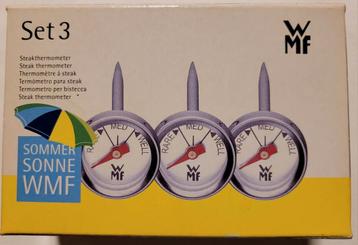 Set 3
WMF
Steakthermometer
Steak thermometer
Thermomètre à steak
Termómetro para steak
Termometro per bistecca
Steak thermometer
SOMMER
SONNE
WMF
RARE MED WELL
WMF
RARE MED WELL
WMF
RARE MED WELL
WMF